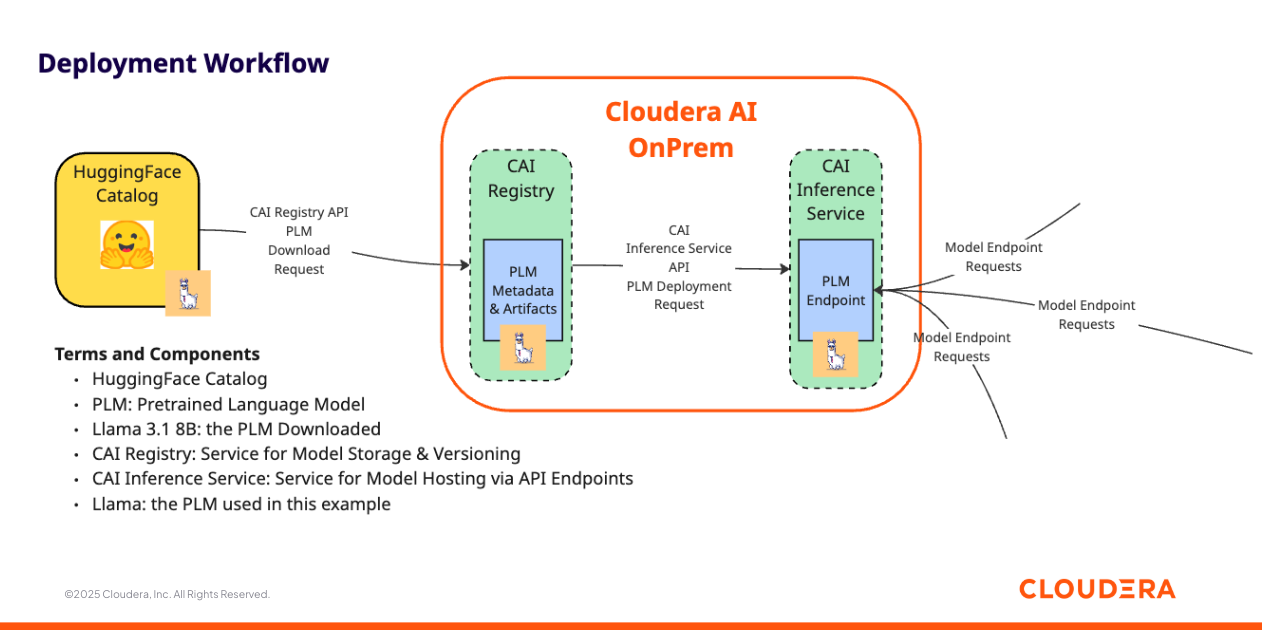 Deployment Workflow
Cloudera AI
OnPrem
HuggingFace
Catalog
CAI Registry API
PLM
Download
Request
CAI
Registry
PLM
Metadata
& Artifacts
CAI
Inference Service
API
PLM Deployment
Request
CAI
Inference
Service
PLM
Endpoint
Model Endpoint
Requests
Model Endpoint
Requests
Model Endpoint
Requests
Terms and Components
• HuggingFace Catalog
• PLM: Pretrained Language Model
• Llama 3.1 8B: the PLM Downloaded
• CAI Registry: Service for Model Storage & Versioning
• CAI Inference Service: Service for Model Hosting via API Endpoints
• Llama: the PLM used in this example
©2025 Cloudera, Inc. All Rights Reserved.
CLOUDERA